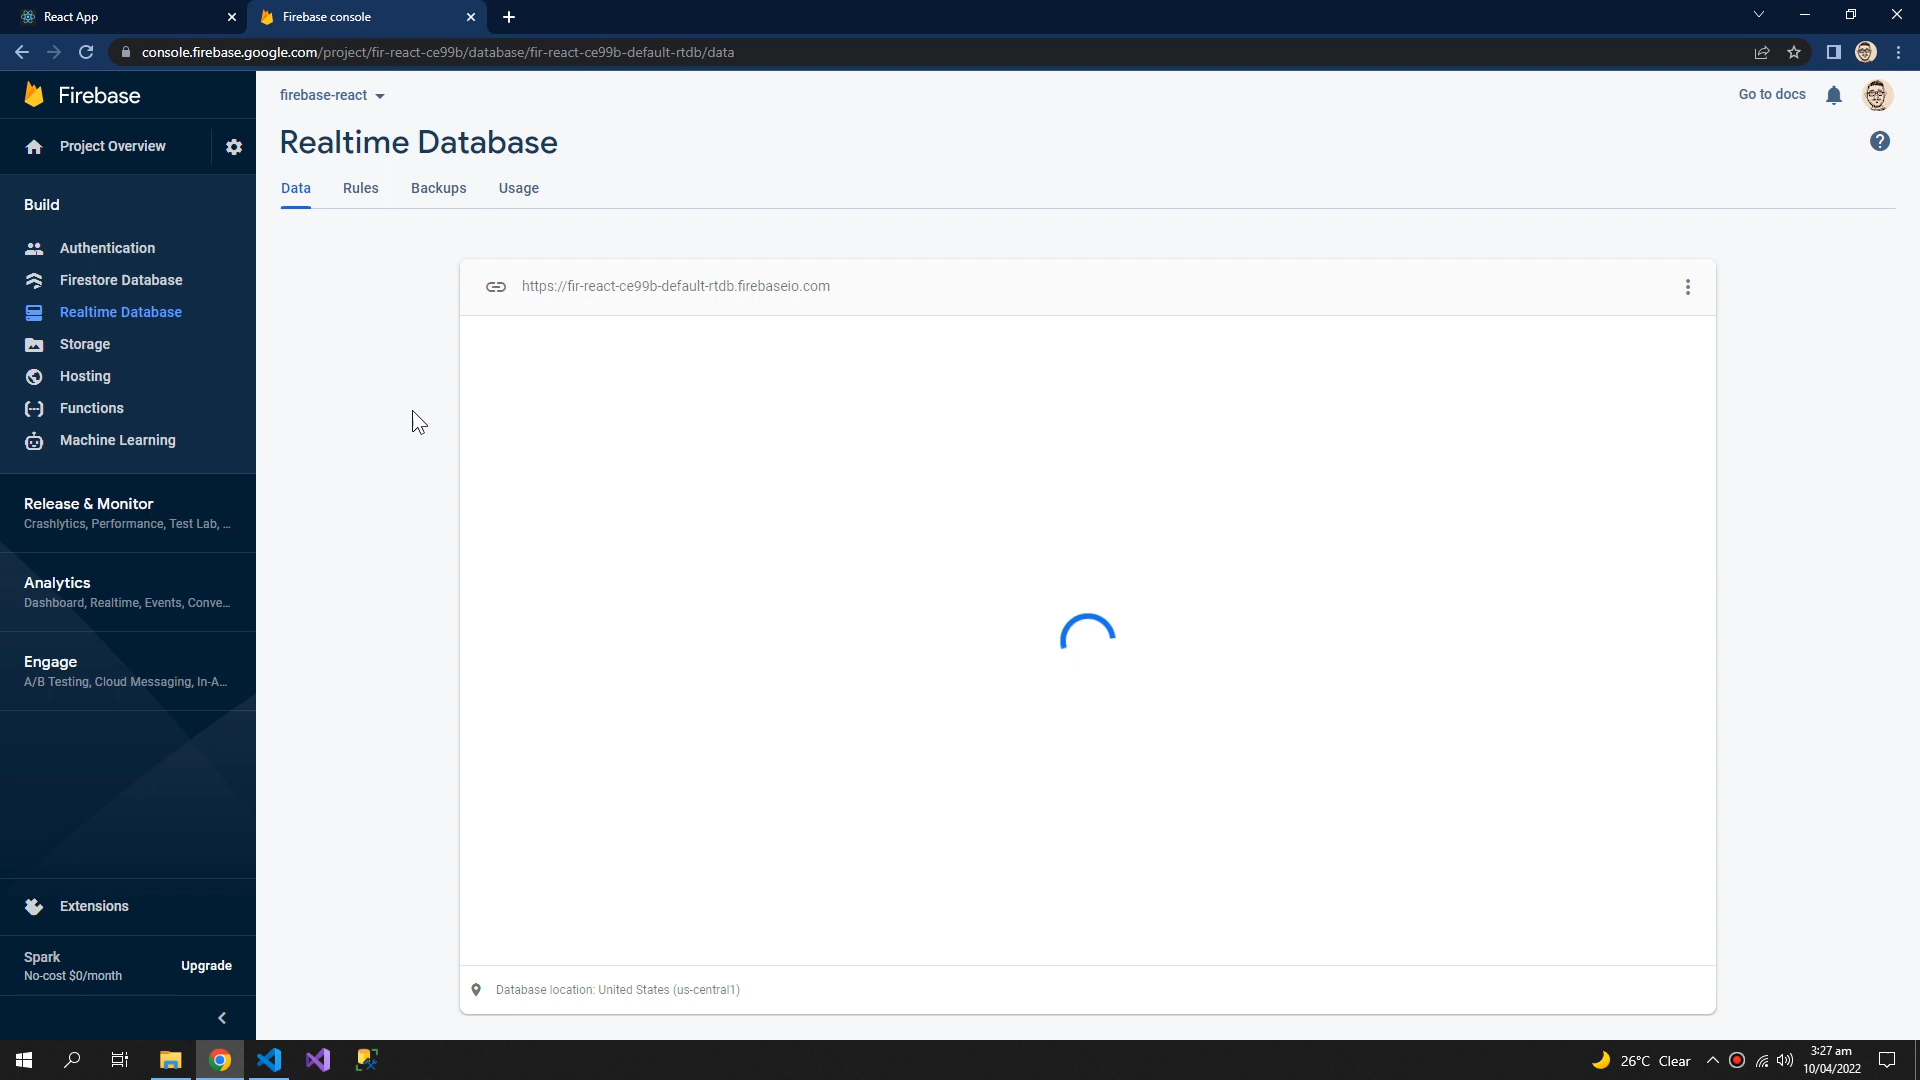 React App
Firebase console
console.firebase.google.com/project/fir-react-ce99b/database/fir-react-ce99b-default-rtdb/data
Firebase
firebase-react
Go to docs
Project Overview
Realtime Database
Data
Rules
Backups
Usage
Build
Authentication
Firestore Database
Realtime Database
Storage
Hosting
Functions
Machine Learning
https://fir-react-ce99b-default-rtdb.firebaseio.com
Release & Monitor
Crashlytics, Performance, Test Lab, ...
Analytics
Dashboard, Realtime, Events, Conve...
Engage
A/B Testing, Cloud Messaging, In-A...
Extensions
Spark
No-cost $0/month
Upgrade
Database location: United States (us-central1)
26°C Clear
3:27 am
10/04/2022